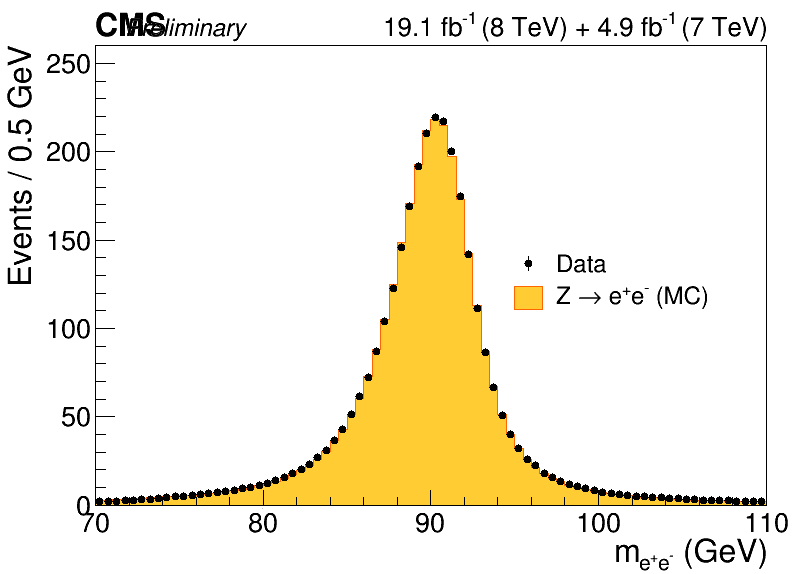 CMS Preliminary 19.1 fb-1 (8 TeV) + 4.9 fb-1 (7 TeV)
Events / 0.5 GeV
250
200
150
100
50
0
Data
Z → e+e- (MC)
70 80 90 100 110
me+e- (GeV)